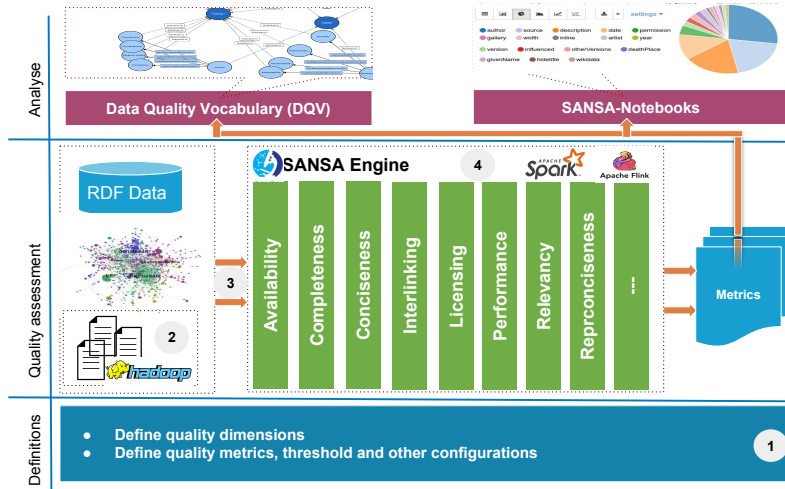 settings
author source description date permission
gallery width inline artist year
version influenced otherVersions deathPlace
givenName hidetitle wikistat
Analyse
Data Quality Vocabulary (DQV)
SANSA-Notebooks
Quality assessment
RDF Data
2
hadoop
3
SANSA Engine
4
APACHE
Spark
Apache Flink
Availability
Completeness
Conciseness
Interlinking
Licensing
Performance
Relevancy
Reprconciseness
---
Metrics
Definitions
● Define quality dimensions
● Define quality metrics, threshold and other configurations
1